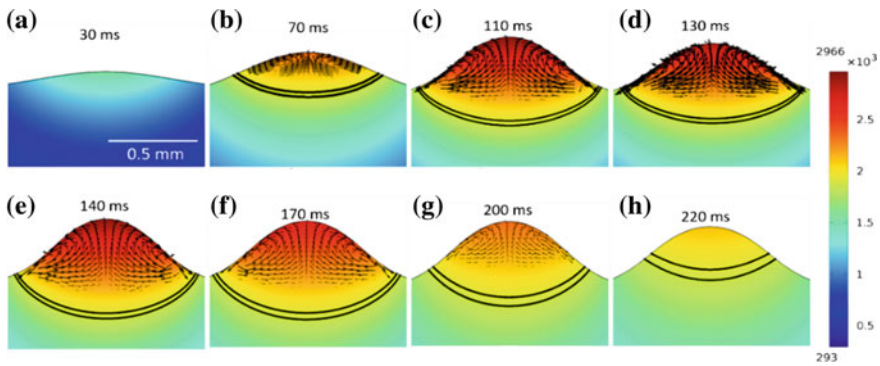 (a)
30 ms
0.5 mm
(b)
70 ms
(c)
110 ms
(d)
130 ms
2966
×10³
2.5
2
1.5
1
0.5
293
(e)
140 ms
(f)
170 ms
(g)
200 ms
(h)
220 ms